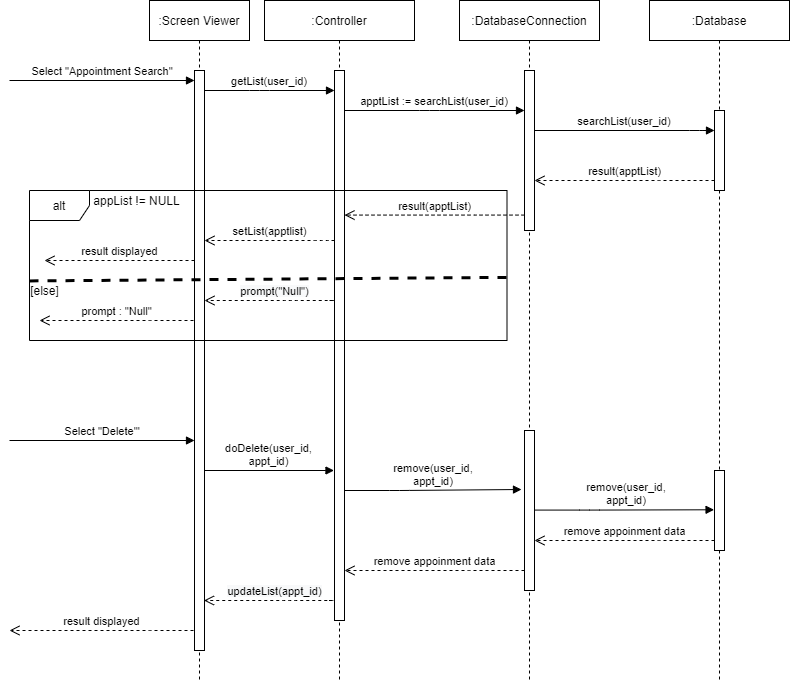 :Screen Viewer
:Controller
:DatabaseConnection
:Database
Select "Appointment Search"
getList(user_id)
apptList := searchList(user_id)
searchList(user_id)
result(apptList)
alt
appList != NULL
result(apptList)
setList(apptlist)
result displayed
[else]
prompt("Null")
prompt : "Null"
Select "Delete'"
doDelete(user_id,
appt_id)
remove(user_id,
appt_id)
remove(user_id,
appt_id)
remove appoinment data
remove appoinment data
updateList(appt_id)
result displayed